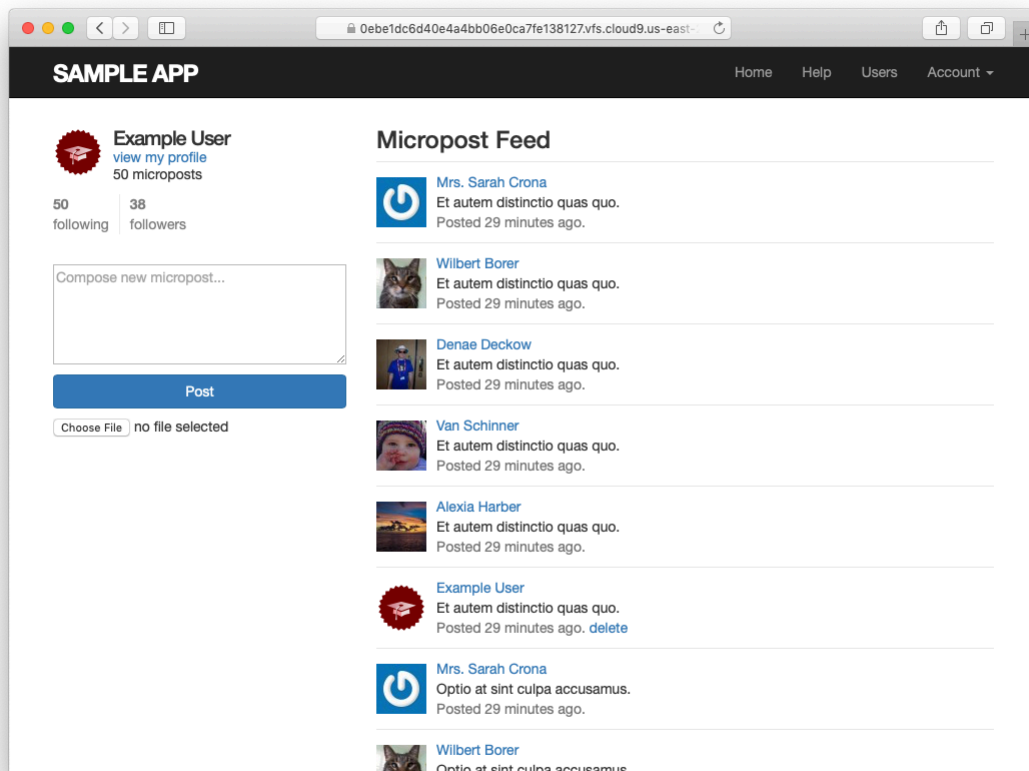 0ebe1dc6d40e4a4bb06e0ca7fe138127.vfs.cloud9.us-east-
SAMPLE APP
Home Help Users Account
Example User
view my profile
50 microposts
50 38
following followers
Compose new micropost...
Post
Choose File no file selected
Micropost Feed
Mrs. Sarah Crona
Et autem distinctio quas quo.
Posted 29 minutes ago.
Wilbert Borer
Et autem distinctio quas quo.
Posted 29 minutes ago.
Denae Deckow
Et autem distinctio quas quo.
Posted 29 minutes ago.
Van Schinner
Et autem distinctio quas quo.
Posted 29 minutes ago.
Alexia Harber
Et autem distinctio quas quo.
Posted 29 minutes ago.
Example User
Et autem distinctio quas quo.
Posted 29 minutes ago. delete
Mrs. Sarah Crona
Optio at sint culpa accusamus.
Posted 29 minutes ago.
Wilbert Borer
Optio at sint culpa accusamus